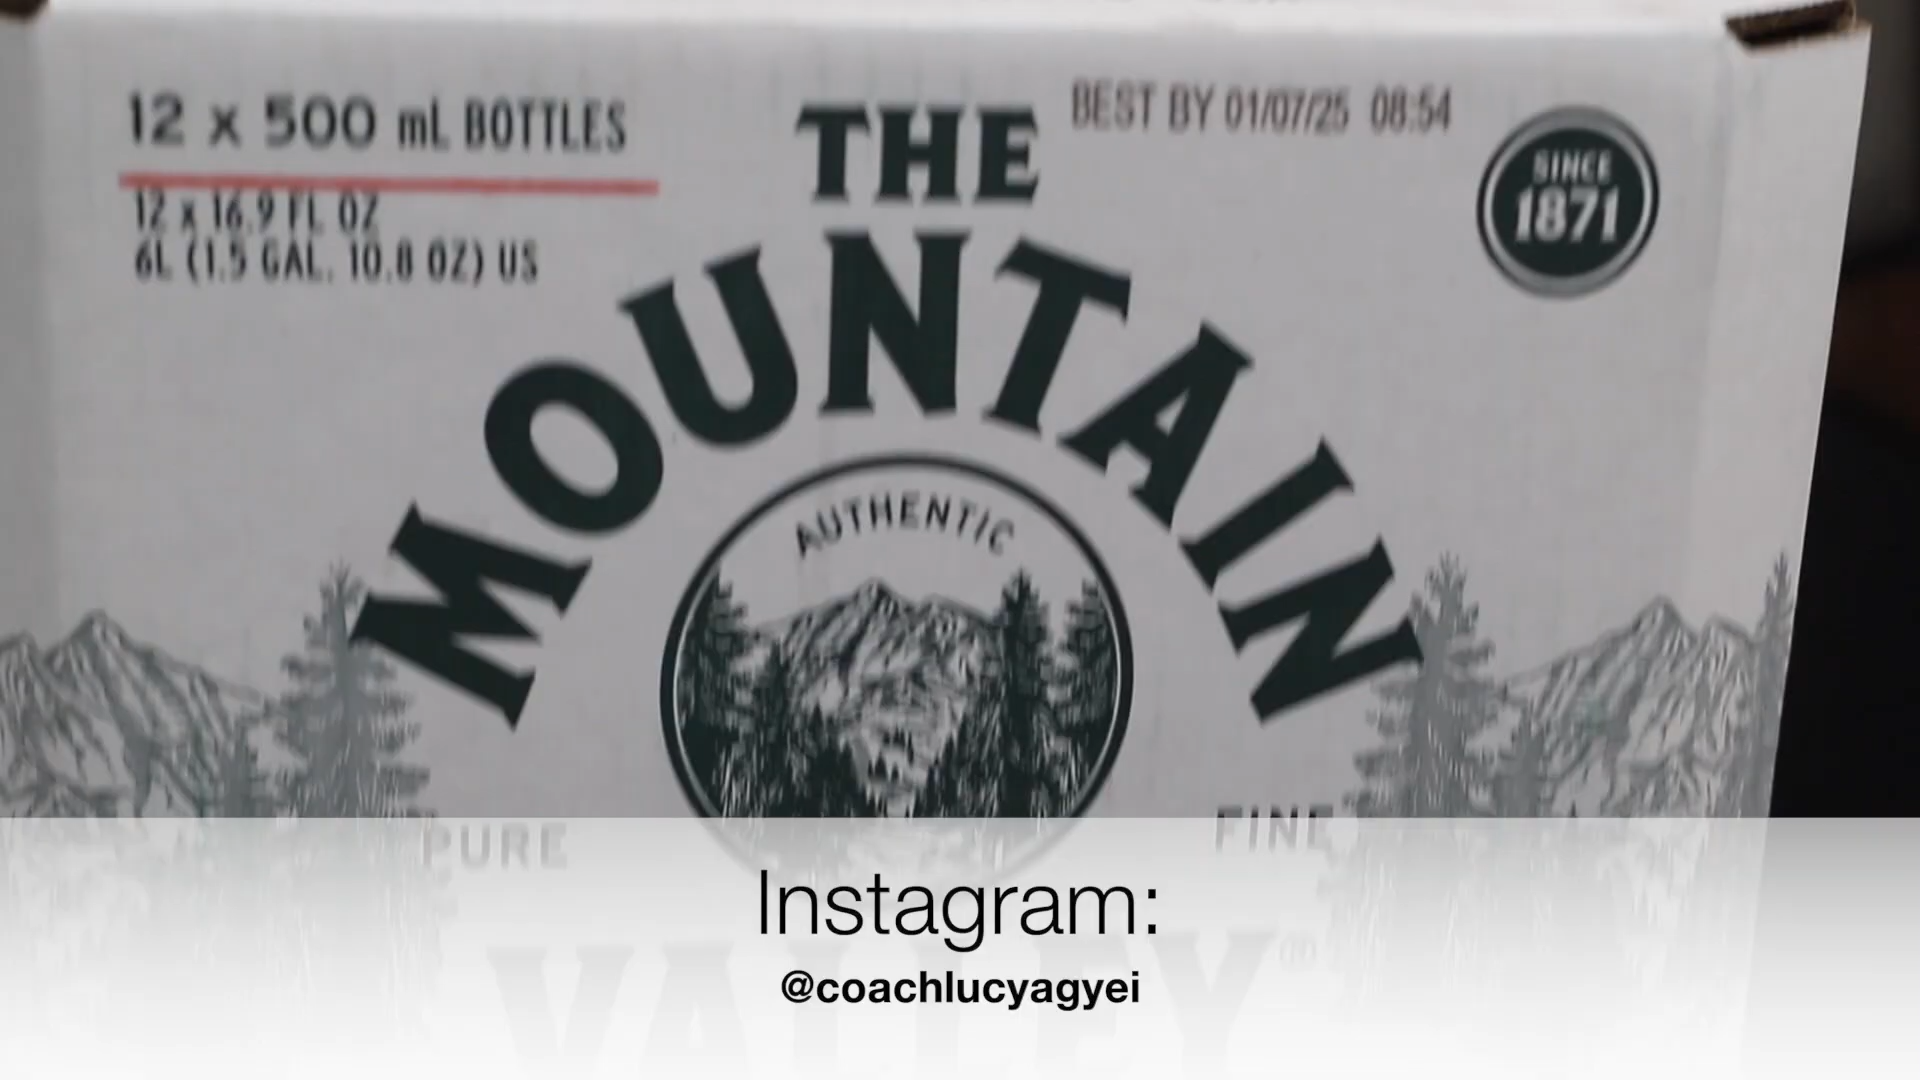 12 x 500 mL BOTTLES
12 x 16.9 FL OZ
6L (1.5 GAL. 10.8 OZ) US
THE
BEST BY 01/07/25 08:54
SINCE
1871
MOUNTAIN
AUTHENTIC
PURE
FINE
VALLEY®
Instagram:
@coachlucyagyei